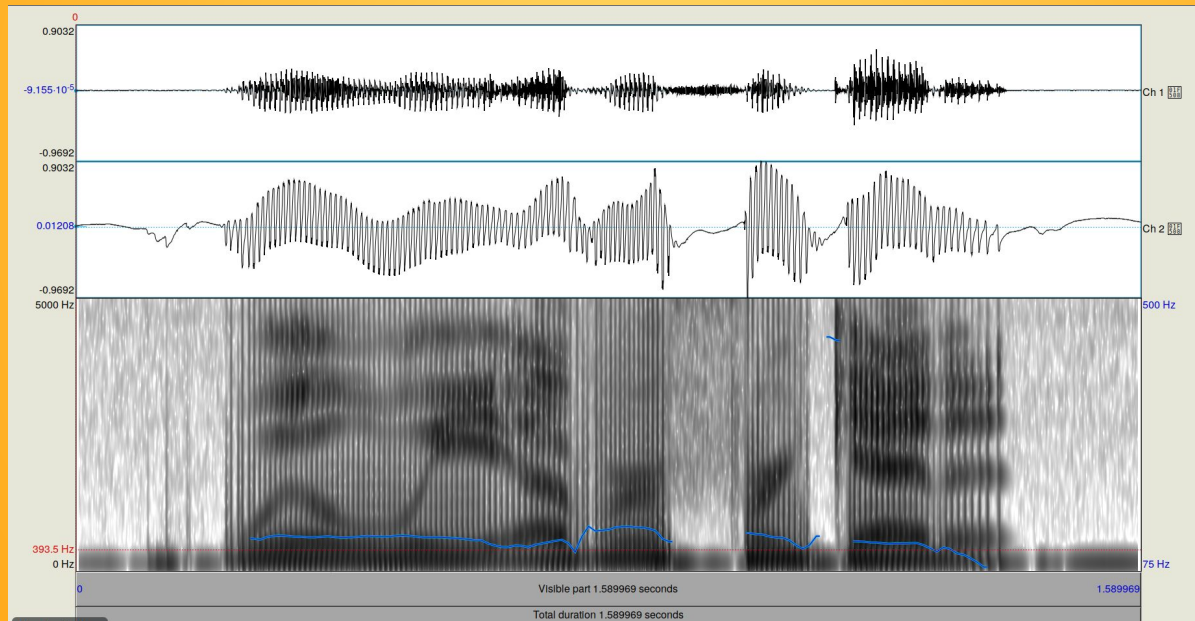 0
0.9032
-9.155·10-5
Ch 1
-0.9692
0.9032
0.01208
Ch 2
-0.9692
5000 Hz
500 Hz
393.5 Hz
0 Hz
75 Hz
0 Visible part 1.589969 seconds 1.589969
Total duration 1.589969 seconds